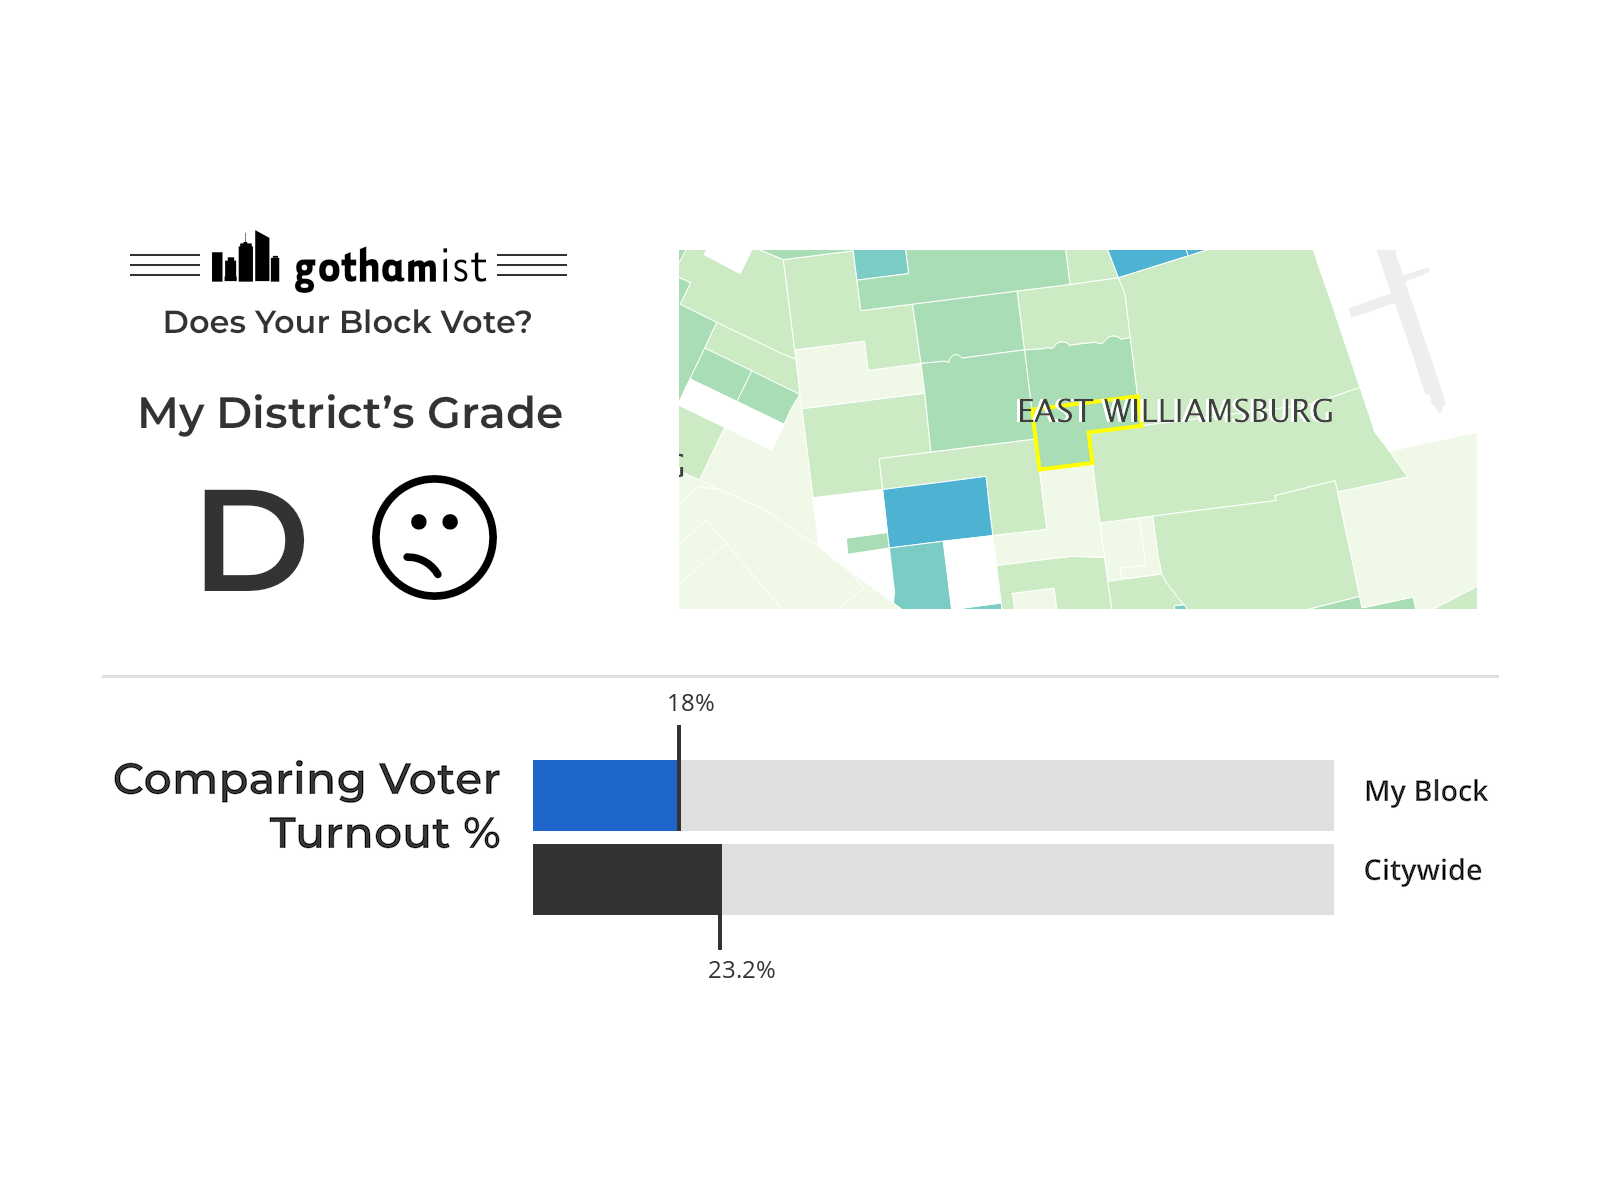 gothamist
Does Your Block Vote?
My District’s Grade
D
EAST WILLIAMSBURG
18%
Comparing Voter
Turnout %
My Block
Citywide
23.2%